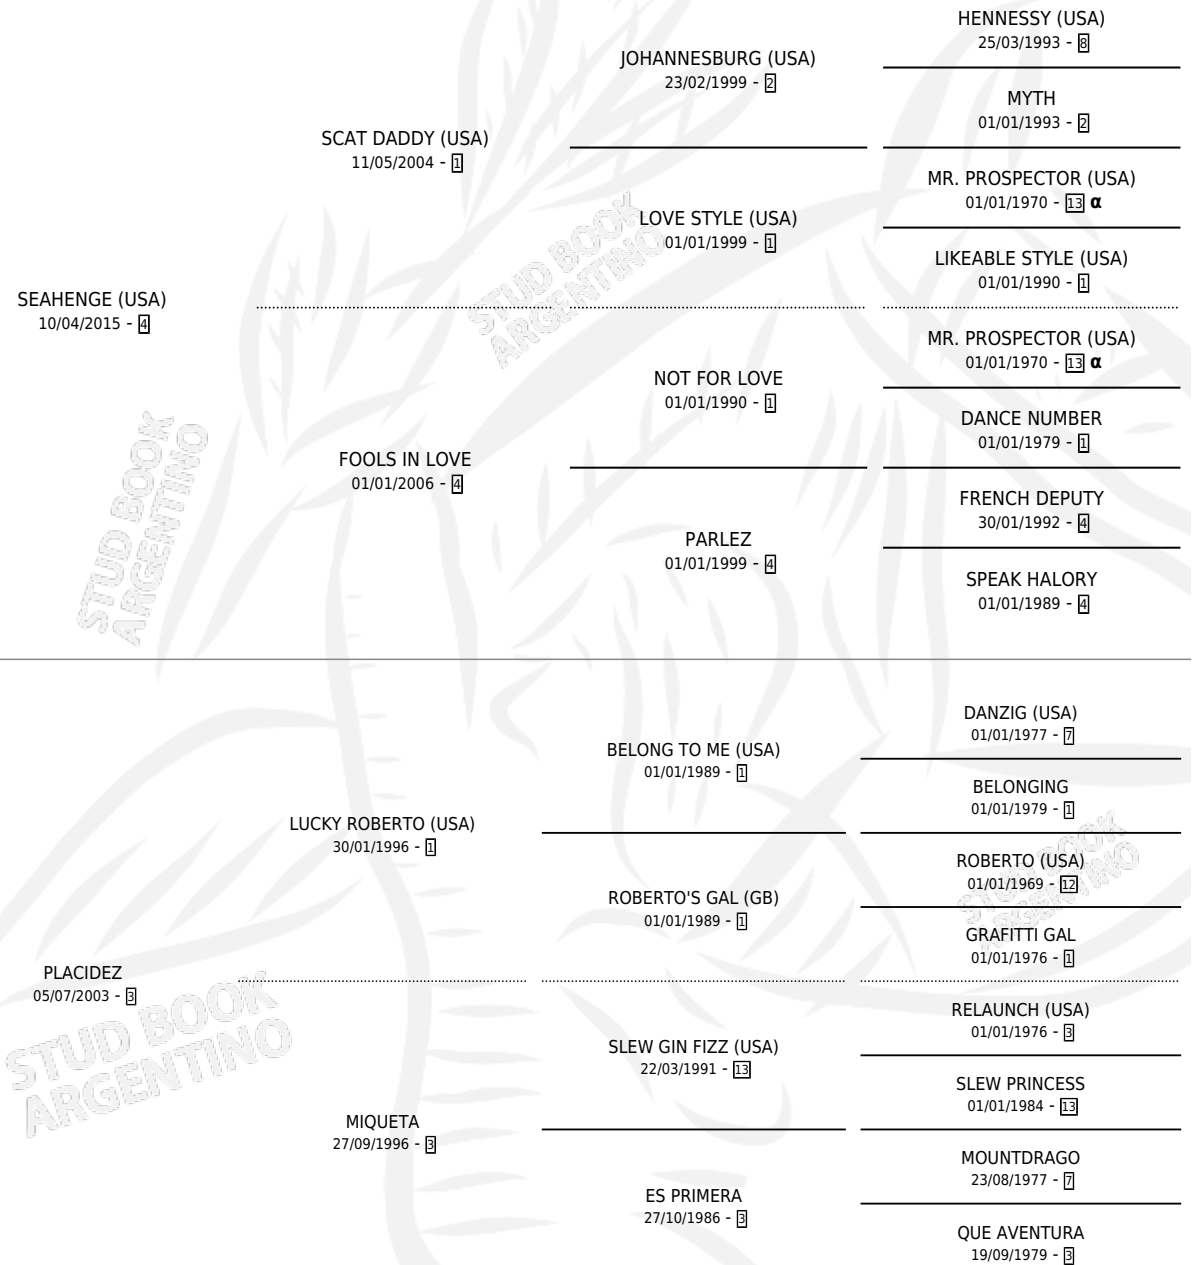 HENNESSY (USA)
25/03/1993 - 8
JOHANNESBURG (USA)
23/02/1999 - 2
MYTH
01/01/1993 - 2
SCAT DADDY (USA)
11/05/2004 - 1
MR. PROSPECTOR (USA)
01/01/1970 - 13 α
LOVE STYLE (USA)
01/01/1999 - 1
LIKEABLE STYLE (USA)
01/01/1990 - 1
SEAHENGE (USA)
10/04/2015 - 4
MR. PROSPECTOR (USA)
01/01/1970 - 13 α
NOT FOR LOVE
01/01/1990 - 1
DANCE NUMBER
01/01/1979 - 1
FOOLS IN LOVE
01/01/2006 - 4
FRENCH DEPUTY
30/01/1992 - 4
PARLEZ
01/01/1999 - 4
SPEAK HALORY
01/01/1989 - 4
DANZIG (USA)
01/01/1977 - 7
BELONG TO ME (USA)
01/01/1989 - 1
BELONGING
01/01/1979 - 1
LUCKY ROBERTO (USA)
30/01/1996 - 1
ROBERTO (USA)
01/01/1969 - 12
ROBERTO'S GAL (GB)
01/01/1989 - 1
GRAFITTI GAL
01/01/1976 - 1
PLACIDEZ
05/07/2003 - 3
RELAUNCH (USA)
01/01/1976 - 3
SLEW GIN FIZZ (USA)
22/03/1991 - 13
SLEW PRINCESS
01/01/1984 - 13
MIQUETA
27/09/1996 - 3
MOUNTDRAGO
23/08/1977 - 7
ES PRIMERA
27/10/1986 - 3
QUE AVENTURA
19/09/1979 - 3
STUD BOOK
ARGENTINO
STUD BOOK
ARGENTINO
STUD BOOK
ARGENTINO
STUD BOOK
ARGENTINO